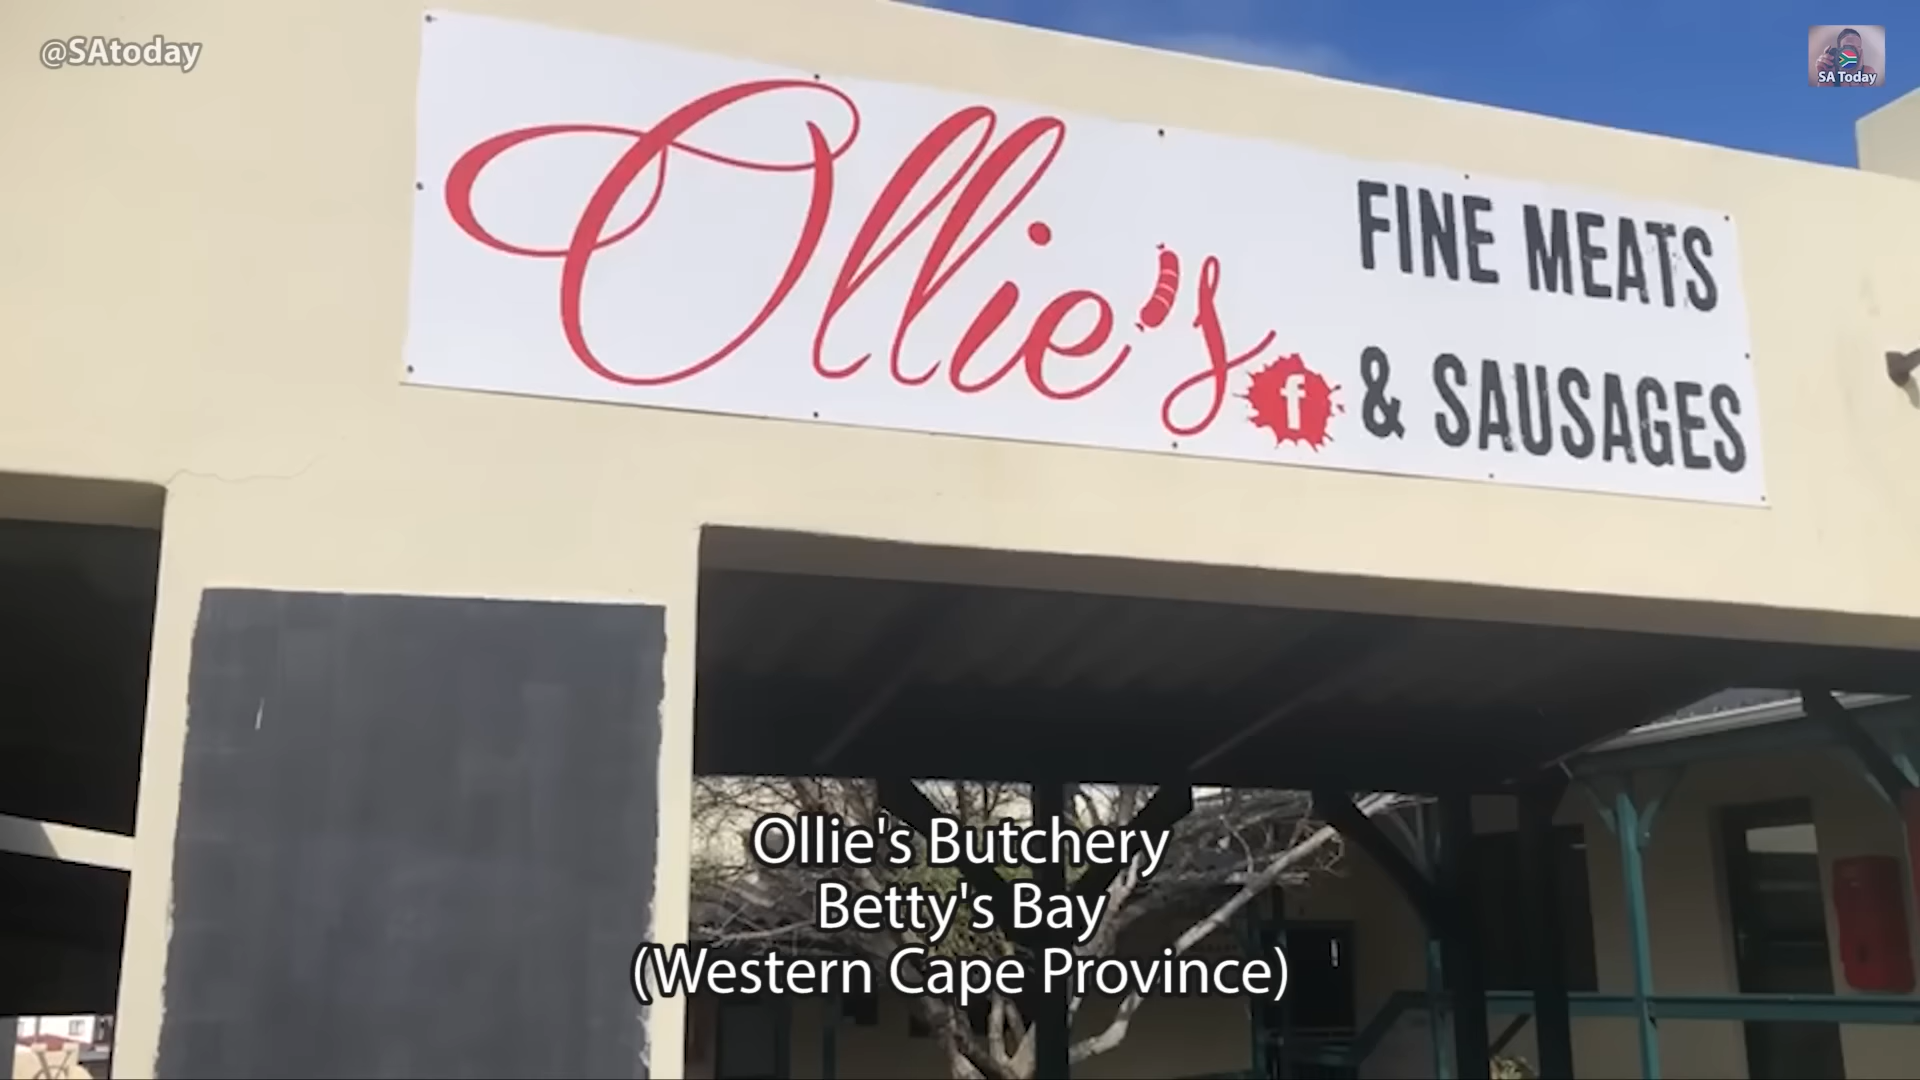 @SAtoday
SA Today
Ollie's
FINE MEATS
& SAUSAGES
f
Ollie's Butchery
Betty's Bay
(Western Cape Province)